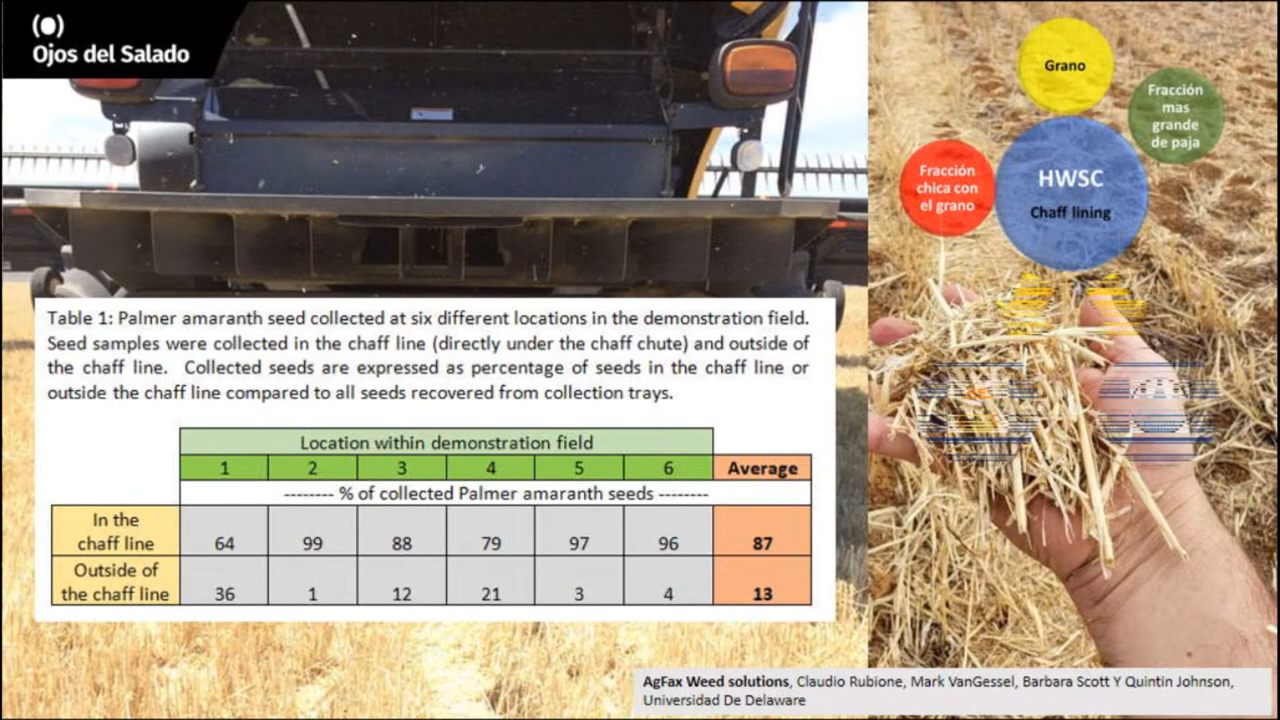 (●)
Ojos del Salado
Grano
Fracción
mas
grande
de paja
Fracción
chica con
el grano
HWSC
Chaff lining
Table 1: Palmer amaranth seed collected at six different locations in the demonstration field.
Seed samples were collected in the chaff line (directly under the chaff chute) and outside of
the chaff line. Collected seeds are expressed as percentage of seeds in the chaff line or
outside the chaff line compared to all seeds recovered from collection trays.
Location within demonstration field
1 2 3 4 5 6 Average
-------- % of collected Palmer amaranth seeds --------
In the
chaff line 64 99 88 79 97 96 87
Outside of
the chaff line 36 1 12 21 3 4 13
AgFax Weed solutions, Claudio Rubione, Mark VanGessel, Barbara Scott Y Quintin Johnson,
Universidad De Delaware